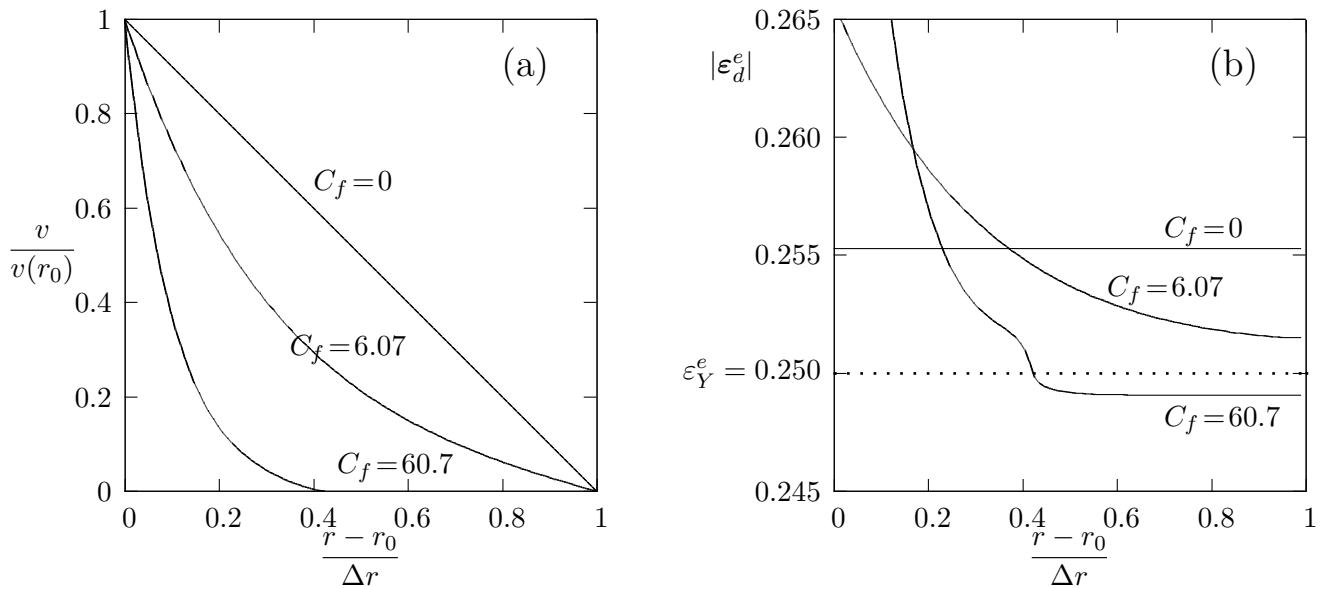 (a)
1
0.8
0.6
0.4
0.2
0
v
v(r₀)
C_f = 0
C_f = 6.07
C_f = 60.7
0 0.2 0.4 0.6 0.8 1
r − r₀
Δr
(b)
|ε_d^e|
0.265
0.260
0.255
ε_Y^e = 0.250
0.245
C_f = 0
C_f = 6.07
C_f = 60.7
0 0.2 0.4 0.6 0.8 1
r − r₀
Δr